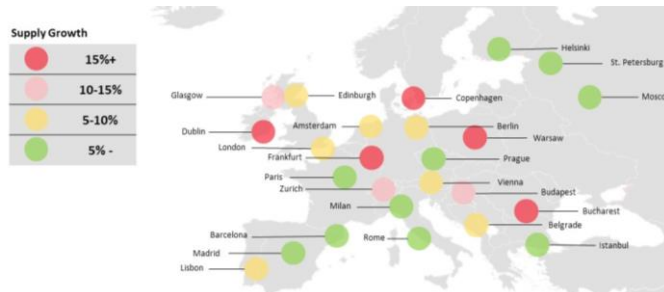 Supply Growth
15%+
10-15%
5-10%
5% -
Helsinki
St. Petersburg
Mosco
Glasgow
Edinburgh
Copenhagen
Dublin
Amsterdam
Berlin
London
Warsaw
Frankfurt
Prague
Paris
Vienna
Zurich
Budapest
Milan
Bucharest
Belgrade
Barcelona
Rome
Istanbul
Madrid
Lisbon